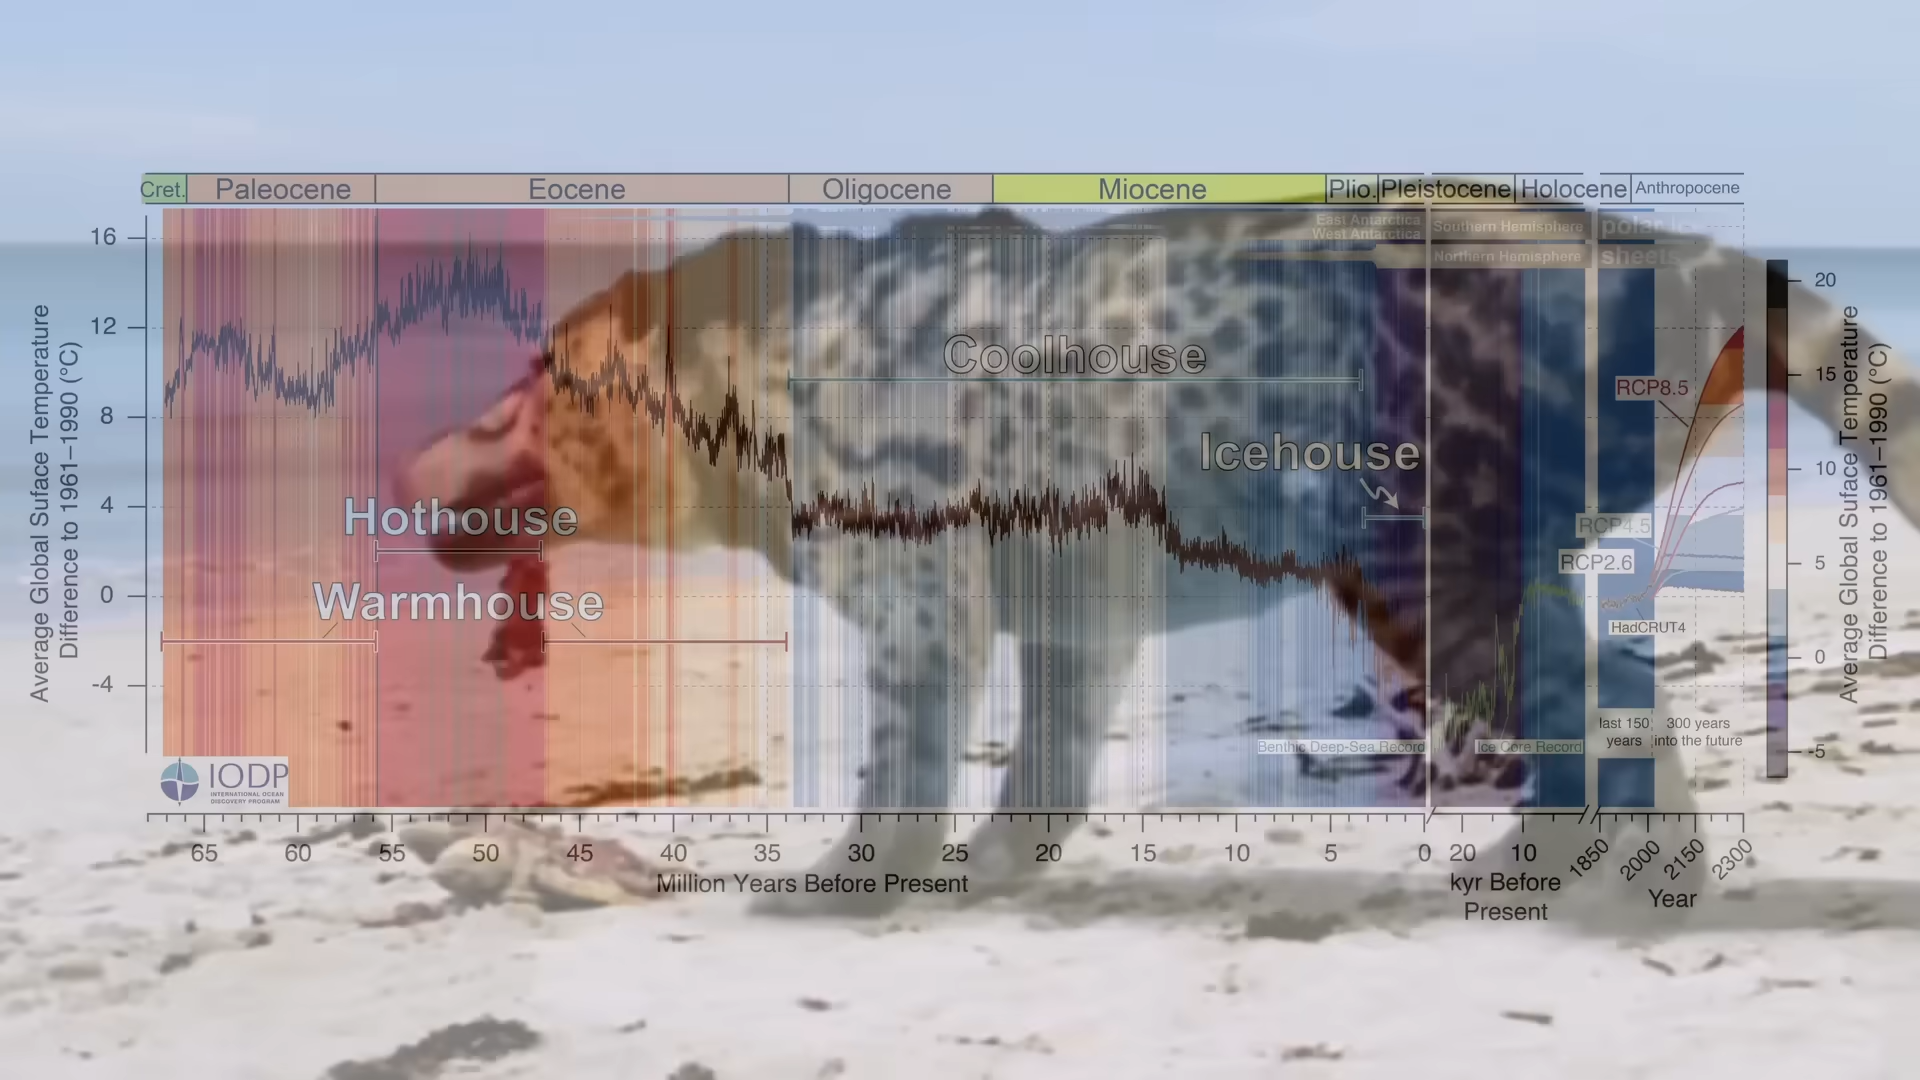 Cret.
Paleocene
Eocene
Oligocene
Miocene
Plio.
Pleistocene
Holocene
Anthropocene
East Antarctica
West Antarctica
Southern Hemisphere
Northern Hemisphere
polar ice
sheets
16
12
8
4
0
-4
Average Global Suface Temperature
Difference to 1961–1990 (°C)
Coolhouse
Icehouse
Hothouse
Warmhouse
RCP8.5
RCP4.5
RCP2.6
HadCRUT4
Benthic Deep-Sea Record
Ice Core Record
last 150
years
300 years
into the future
IODP
INTERNATIONAL OCEAN
DISCOVERY PROGRAM
20
15
10
5
0
-5
Average Global Suface Temperature
Difference to 1961–1990 (°C)
65 60 55 50 45 40 35 30 25 20 15 10 5 0
20 10
1850 2000 2150 2300
Million Years Before Present
kyr Before
Present
Year